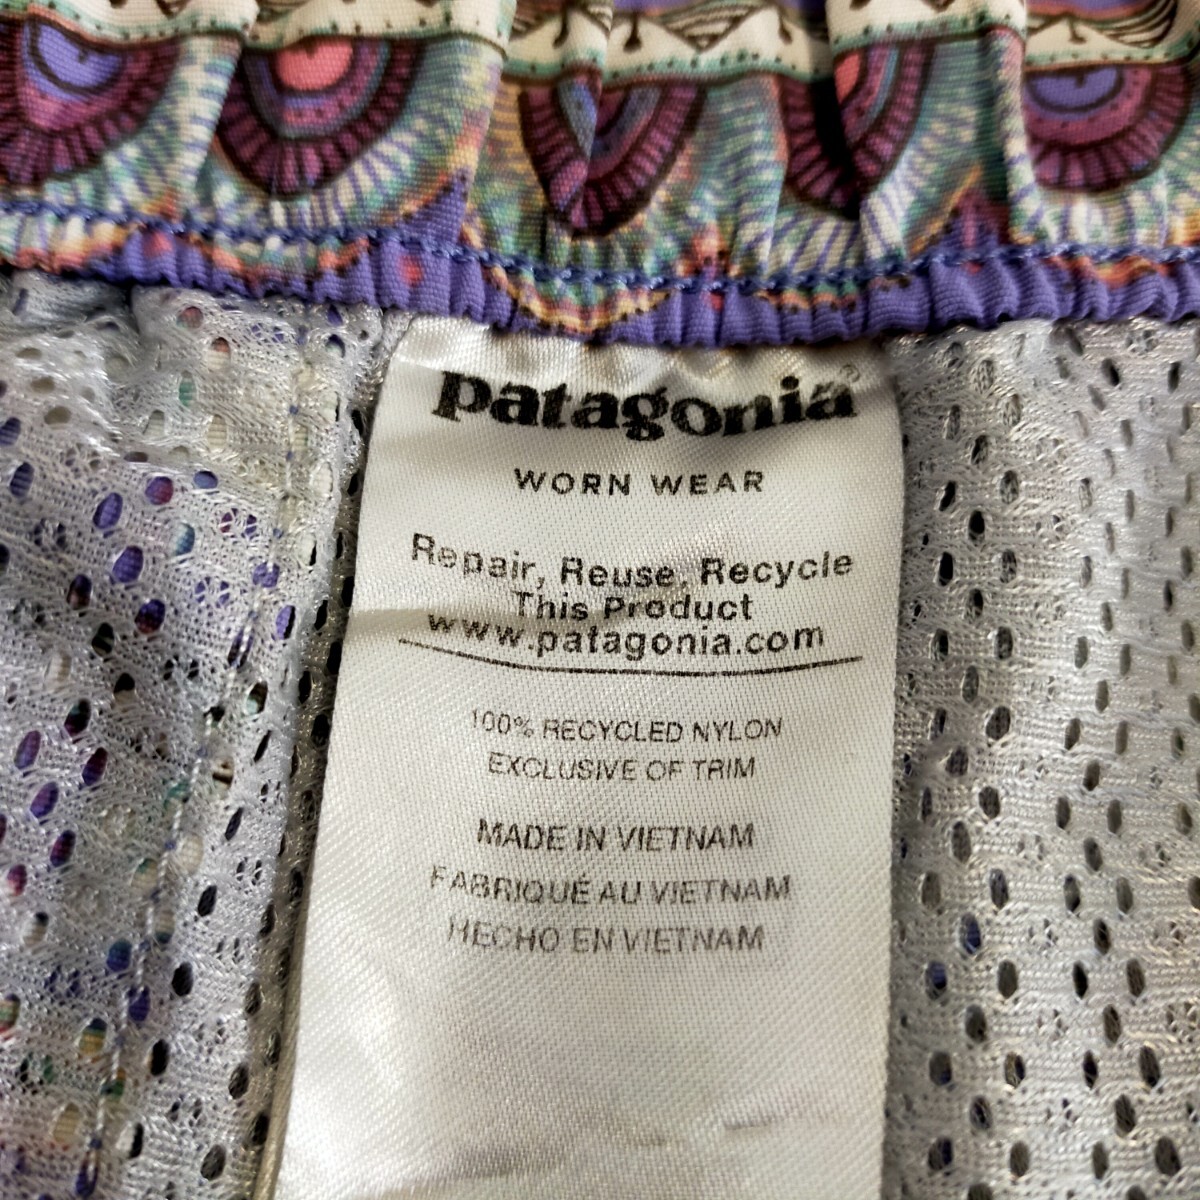 patagonia®
WORN WEAR
Repair, Reuse, Recycle
This Product
www.patagonia.com
100% RECYCLED NYLON
EXCLUSIVE OF TRIM
MADE IN VIETNAM
FABRIQUÉ AU VIETNAM
HECHO EN VIETNAM